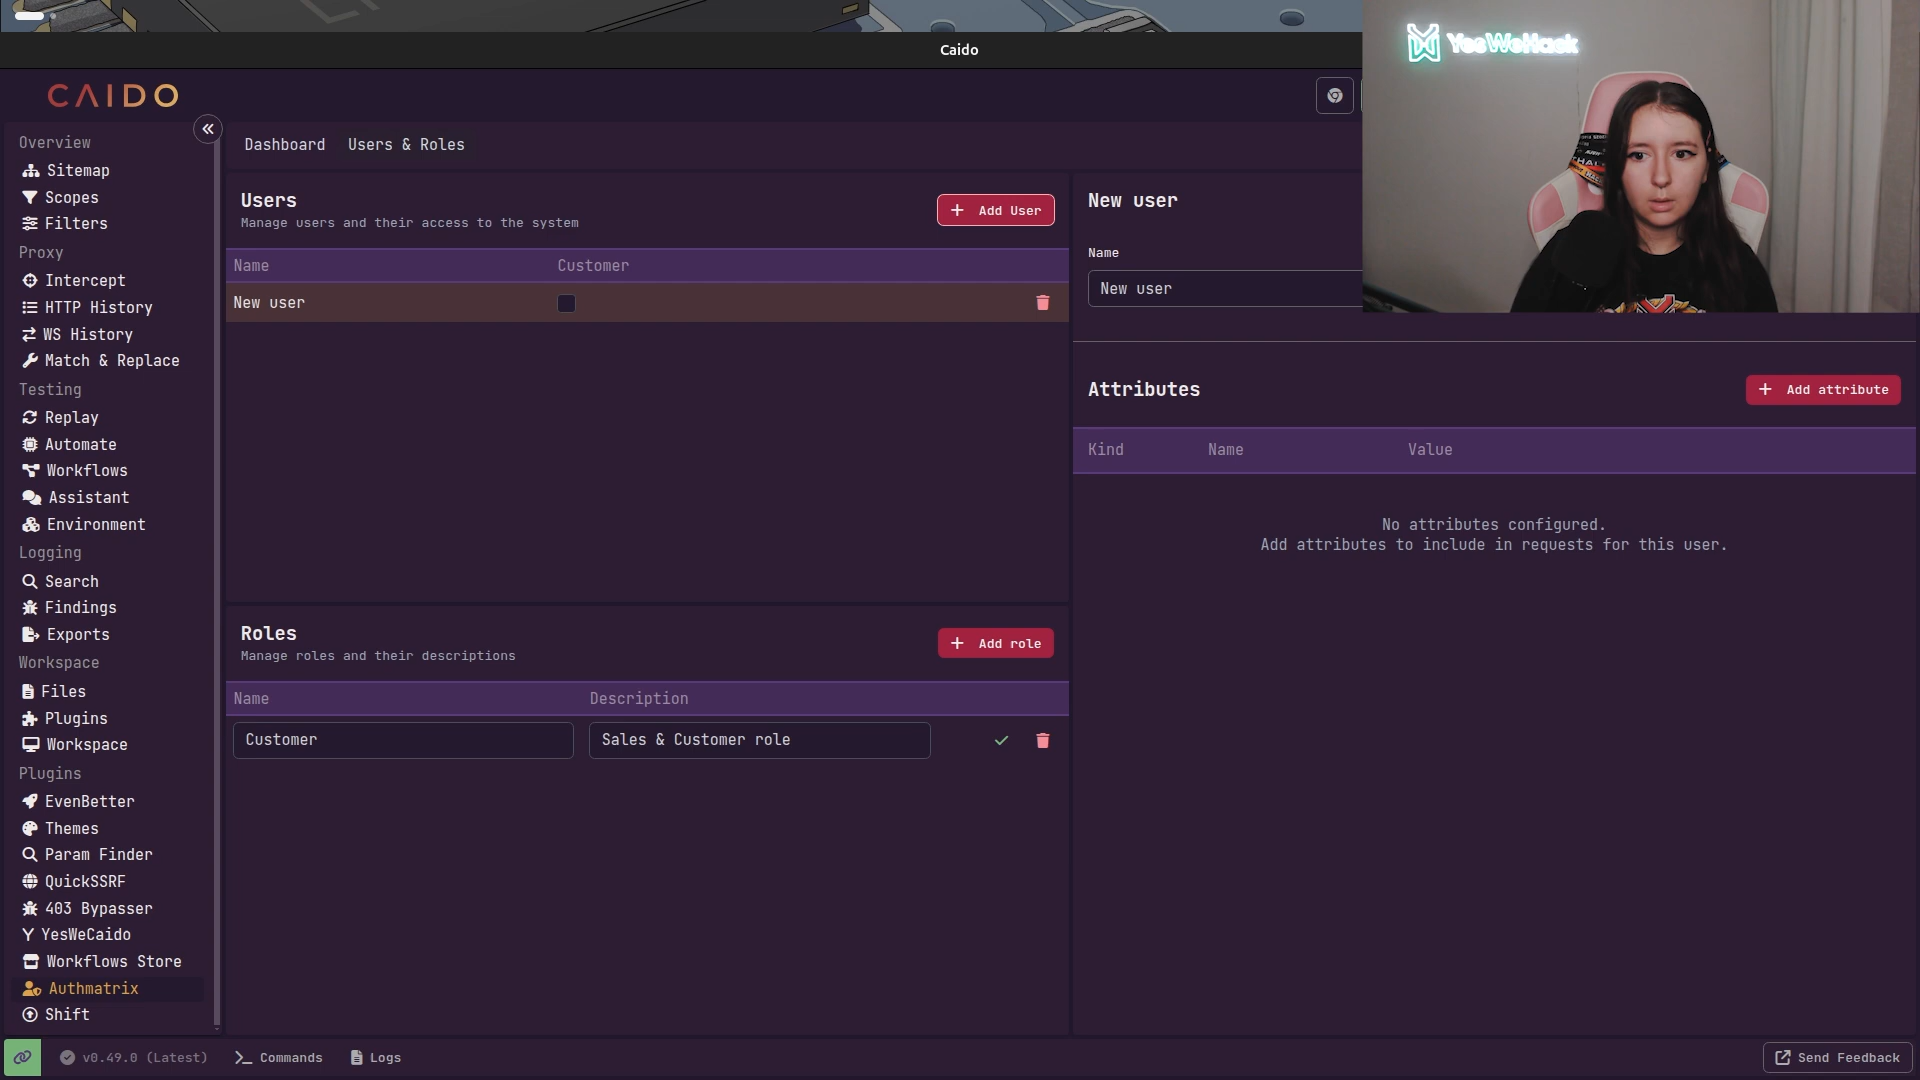 Caido
YesWeHack
CAIDO
Overview
Sitemap
Scopes
Filters
Proxy
Intercept
HTTP History
WS History
Match & Replace
Testing
Replay
Automate
Workflows
Assistant
Environment
Logging
Search
Findings
Exports
Workspace
Files
Plugins
Workspace
Plugins
EvenBetter
Themes
Param Finder
QuickSSRF
403 Bypasser
YesWeCaido
Workflows Store
Authmatrix
Shift
Dashboard Users & Roles
Users
Manage users and their access to the system
+ Add User
Name Customer
New user
Roles
Manage roles and their descriptions
+ Add role
Name Description
Customer Sales & Customer role
New user
Name
New user
Attributes
+ Add attribute
Kind Name Value
No attributes configured.
Add attributes to include in requests for this user.
v0.49.0 (Latest) Commands Logs
Send Feedback